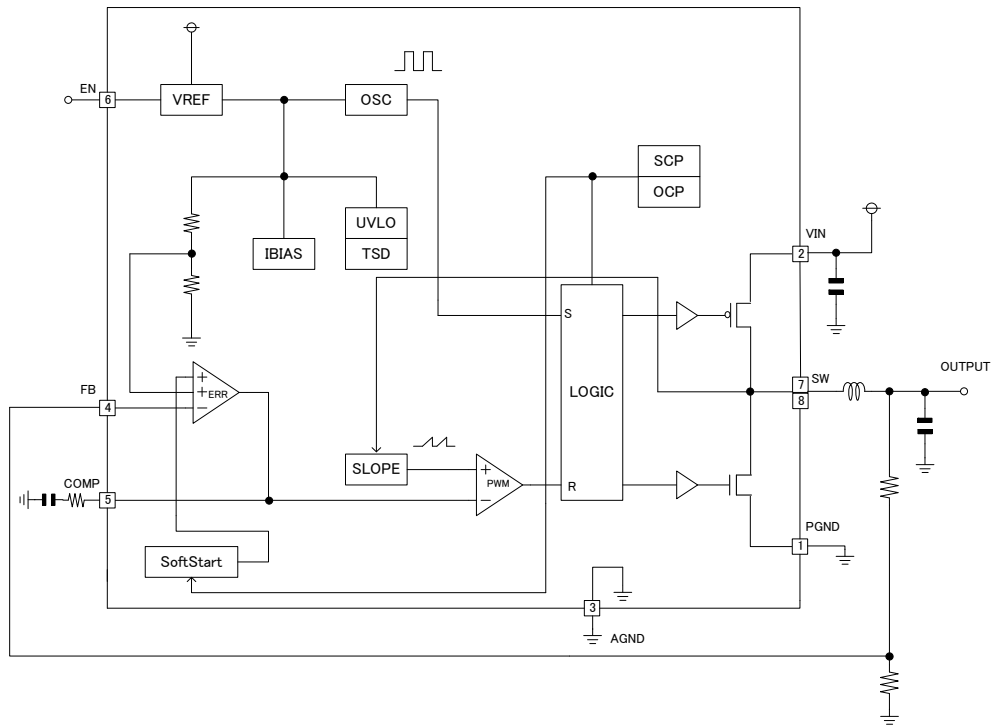 EN
6
VREF
OSC
SCP
OCP
UVLO
TSD
IBIAS
VIN
2
S
LOGIC
OUTPUT
SW
7
8
FB
4
+
+
ERR
−
SLOPE
COMP
5
+
PWM
−
R
PGND
1
SoftStart
3
AGND